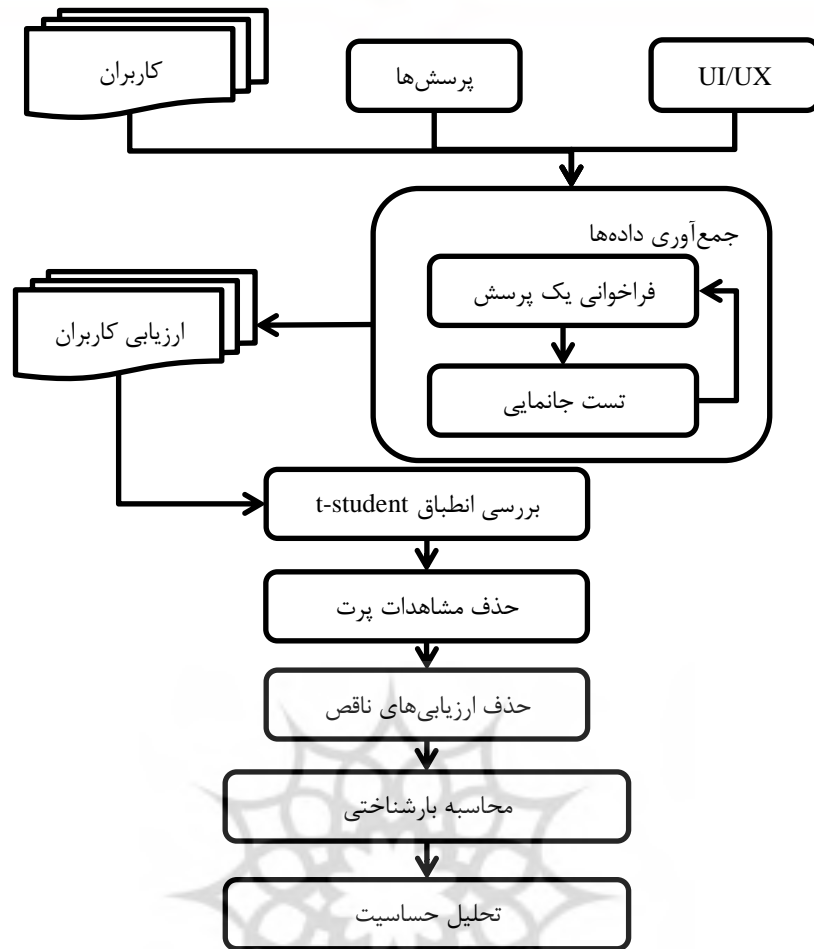 کاربران
پرسش‌ها
UI/UX
جمع‌آوری داده‌ها
فراخوانی یک پرسش
تست جانمایی
ارزیابی کاربران
بررسی انطباق t-student
حذف مشاهدات پرت
حذف ارزیابی‌های ناقص
محاسبه بارشناختی
تحلیل حساسیت